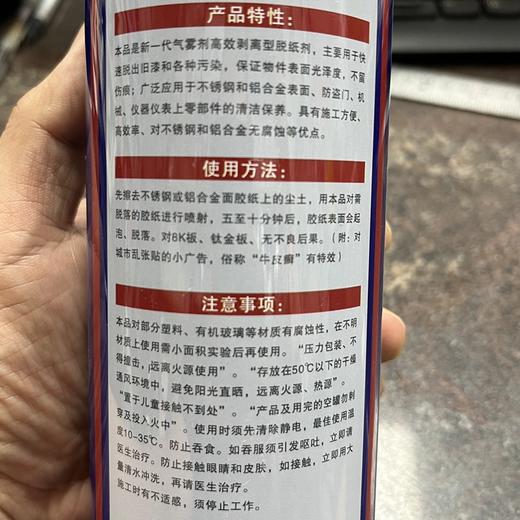 产品特性：
本品是新一代气雾剂高效剥离型脱纸剂，主要用于快
速脱出旧漆和各种污染，保证物件表面光泽度，不留
伤痕；广泛应用于不锈钢和铝合金表面、防盗门、机
械、仪器仪表上零部件的清洁保养。具有施工方便、
高效率、对不锈钢和铝合金无腐蚀等优点。
使用方法：
先擦去不锈钢或铝合金面胶纸上的尘土，用本品对需
脱落的胶纸进行喷射，五至十分钟后，胶纸表面会起
泡、脱落。对8K板、钛金板、无不良后果。（附：对
城市乱张贴的小广告，俗称“牛皮癣”有特效）
注意事项：
本品对部分塑料、有机玻璃等材质有腐蚀性，在不明
材质上使用需小面积实验后再使用。“压力包装、不
得撞击，远离火源使用”。“存放在50℃以下的干燥
通风环境中，避免阳光直晒，远离火源、热源”。
“置于儿童接触不到处”。“产品及用完的空罐勿刺
穿及投入火中”。使用时须先清除静电，最佳使用温
度10-35℃。防止吞食。如吞服须引发呕吐，立即请
医生治疗。防止接触眼睛和皮肤，如接触，立即用大
量清水冲洗，再请医生治疗。
施工时有不适感，须停止工作。